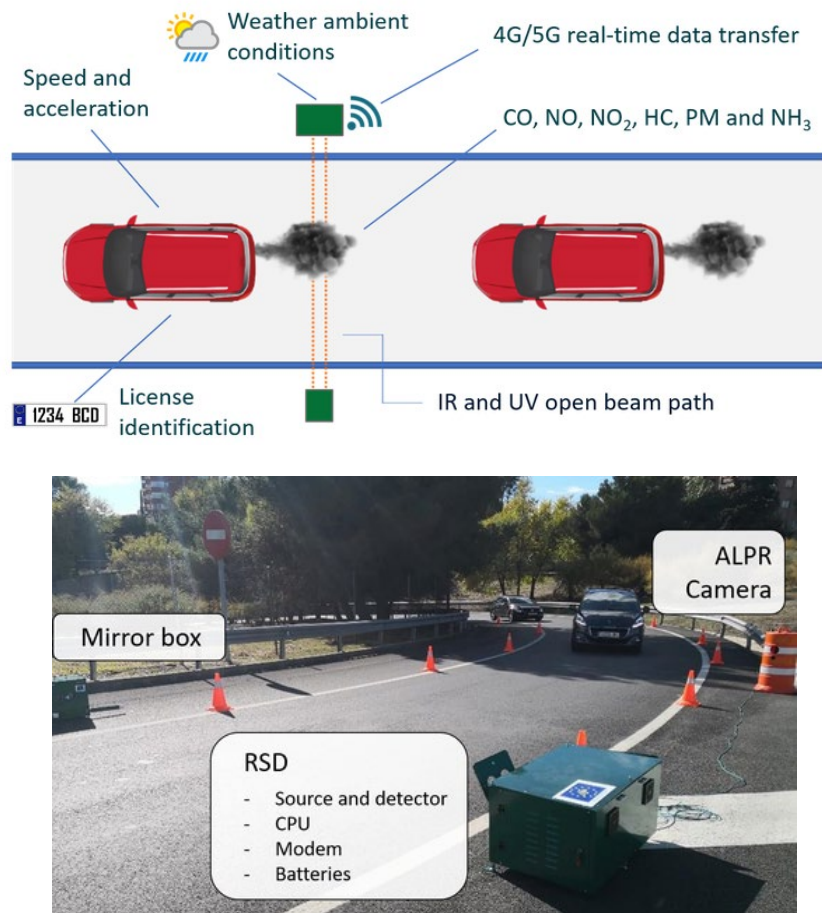 Weather ambient
conditions
4G/5G real-time data transfer
Speed and
acceleration
CO, NO, NO₂, HC, PM and NH₃
E 1234 BCD
License
identification
IR and UV open beam path
ALPR
Camera
Mirror box
RSD
- Source and detector
- CPU
- Modem
- Batteries